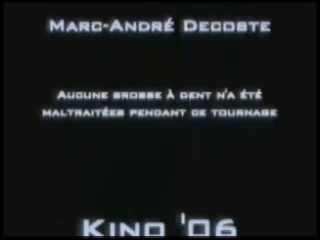 Marc-André Decoste
Aucune brosse à dent n'a été
maltraitées pendant ce tournage
Kino '06